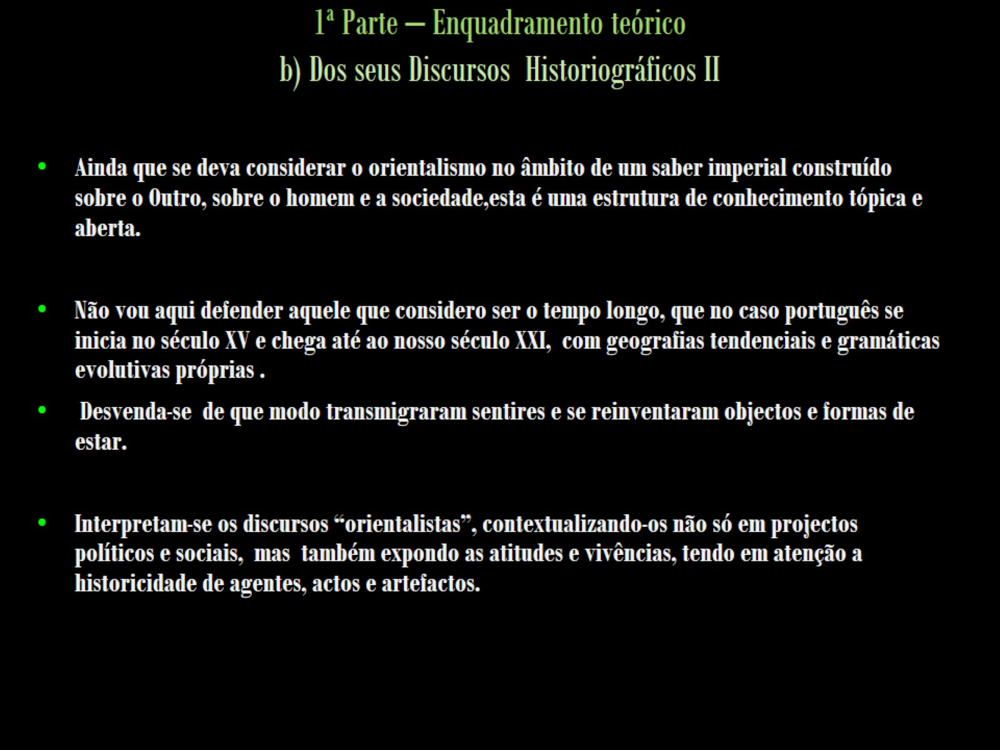 1ª Parte – Enquadramento teórico
b) Dos seus Discursos  Historiográficos II
• Ainda que se deva considerar o orientalismo no âmbito de um saber imperial construído
sobre o Outro, sobre o homem e a sociedade,esta é uma estrutura de conhecimento tópica e
aberta.
• Não vou aqui defender aquele que considero ser o tempo longo, que no caso português se
inicia no século XV e chega até ao nosso século XXI,  com geografias tendenciais e gramáticas
evolutivas próprias .
•  Desvenda-se  de que modo transmigraram sentires e se reinventaram objectos e formas de
estar.
• Interpretam-se os discursos “orientalistas”, contextualizando-os não só em projectos
políticos e sociais,  mas  também expondo as atitudes e vivências, tendo em atenção a
historicidade de agentes, actos e artefactos.